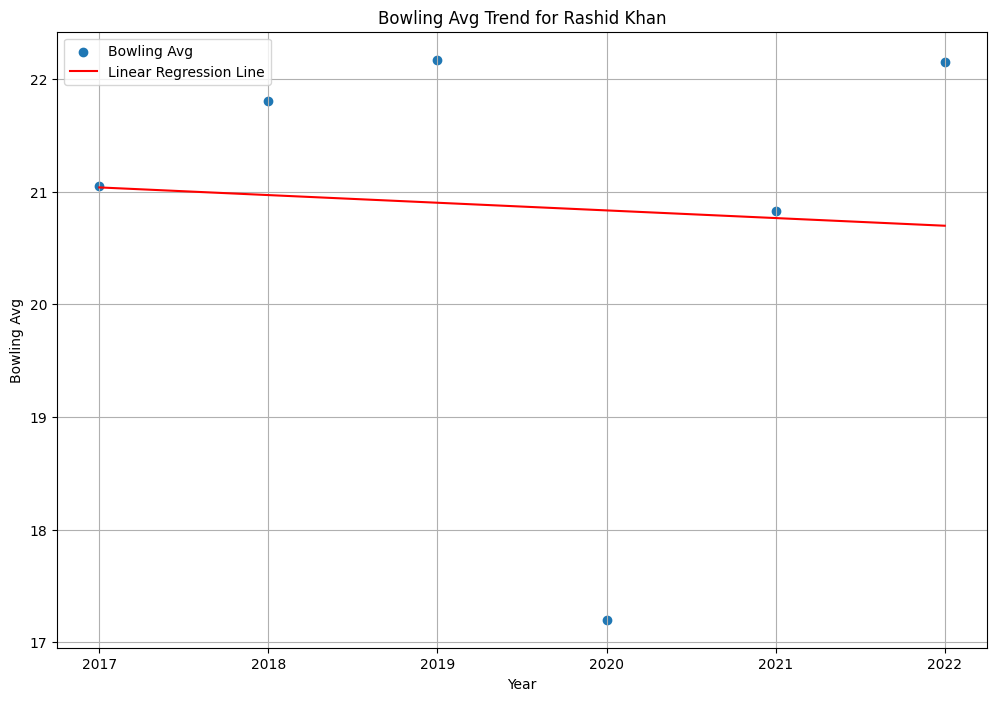 Bowling Avg Trend for Rashid Khan
Bowling Avg
Linear Regression Line
22
21
20
19
18
17
Bowling Avg
2017 2018 2019 2020 2021 2022
Year